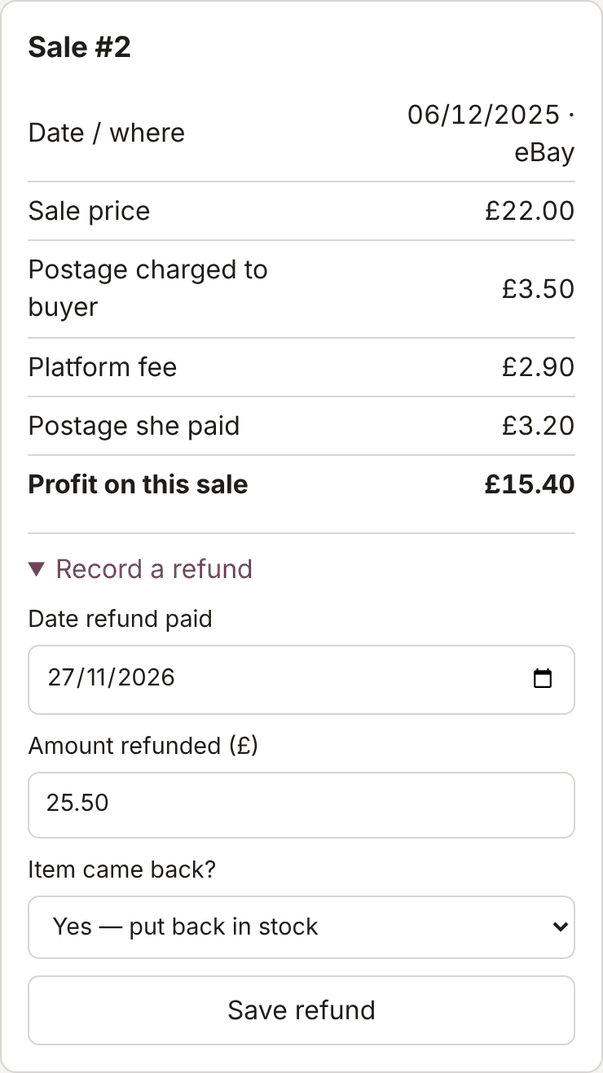 Sale #2
Date / where
06/12/2025 ·
eBay
Sale price
£22.00
Postage charged to
buyer
£3.50
Platform fee
£2.90
Postage she paid
£3.20
Profit on this sale
£15.40
▼ Record a refund
Date refund paid
27/11/2026
Amount refunded (£)
25.50
Item came back?
Yes — put back in stock
Save refund